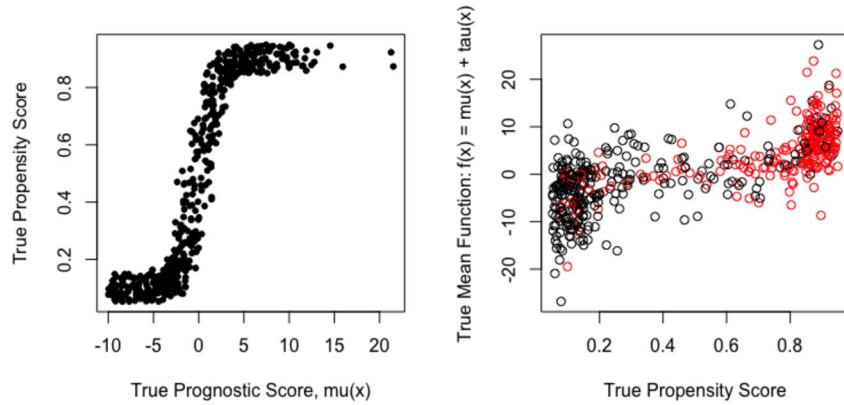 True Propensity Score
0.8
0.6
0.4
0.2
-10 -5 0 5 10 15 20
True Prognostic Score, mu(x)
True Mean Function: f(x) = mu(x) + tau(x)
20
10
0
-10
-20
0.2 0.4 0.6 0.8
True Propensity Score